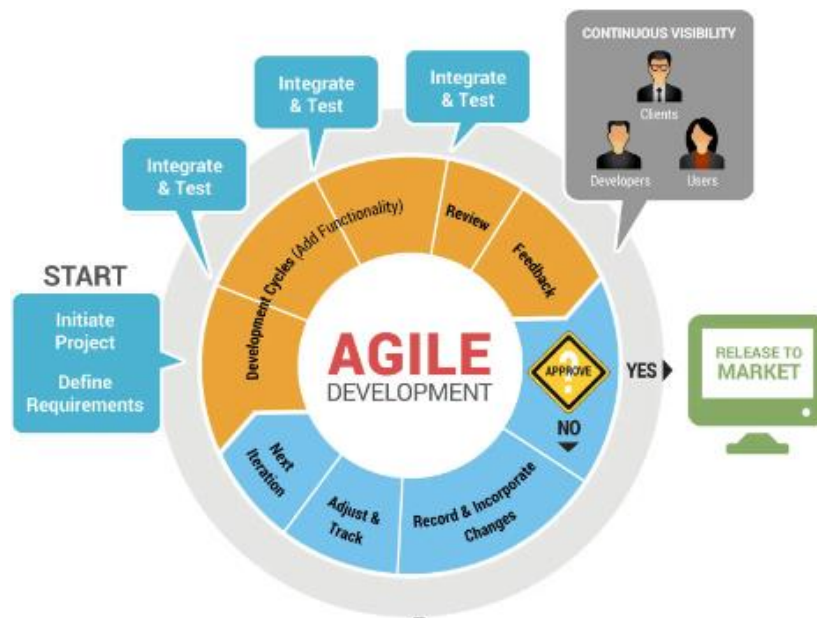 START
Initiate
Project
Define
Requirements
Integrate
& Test
Integrate
& Test
Integrate
& Test
CONTINUOUS VISIBILITY
Clients
Developers
Users
Development Cycles (Add Functionality)
Review
Feedback
AGILE
DEVELOPMENT
?
APPROVE
YES
NO
RELEASE TO
MARKET
Record & Incorporate
Changes
Adjust &
Track
Next
Iteration